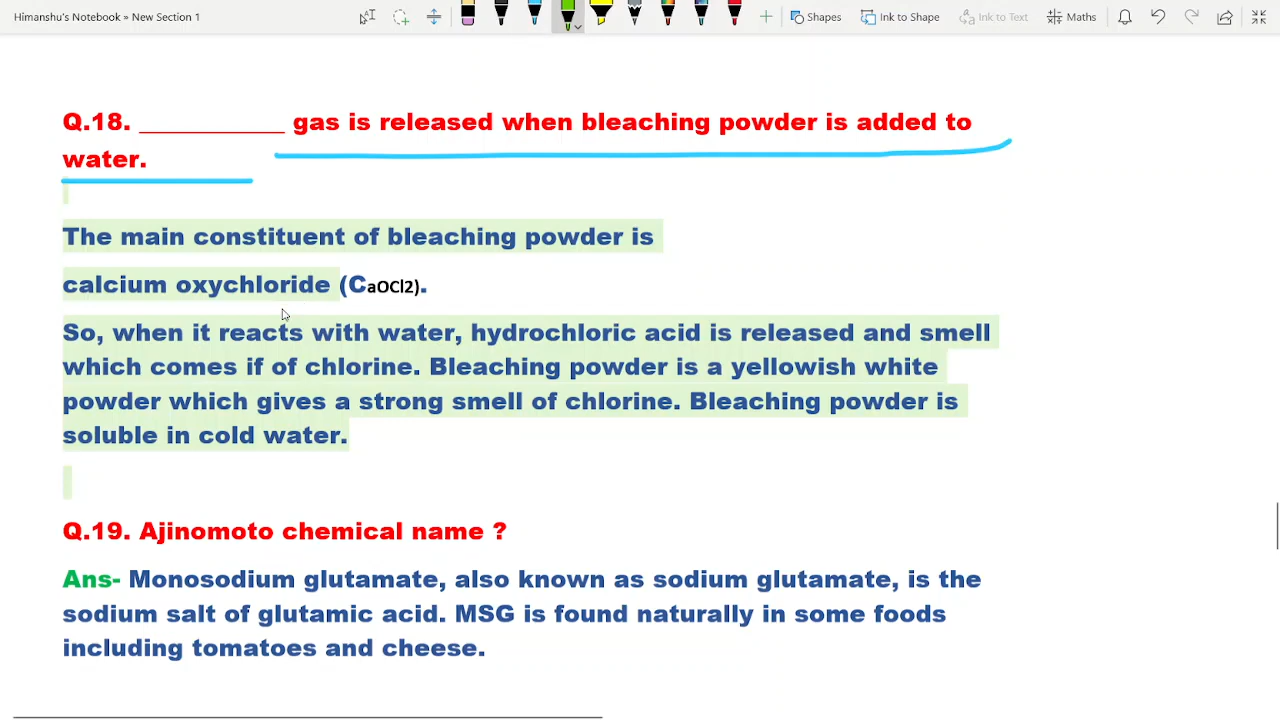 Himanshu's Notebook » New Section 1
Shapes
Ink to Shape
Ink to Text
Maths
Q.18. ____________ gas is released when bleaching powder is added to
water.
The main constituent of bleaching powder is
calcium oxychloride (CaOCl2).
So, when it reacts with water, hydrochloric acid is released and smell
which comes if of chlorine. Bleaching powder is a yellowish white
powder which gives a strong smell of chlorine. Bleaching powder is
soluble in cold water.
Q.19. Ajinomoto chemical name ?
Ans- Monosodium glutamate, also known as sodium glutamate, is the
sodium salt of glutamic acid. MSG is found naturally in some foods
including tomatoes and cheese.